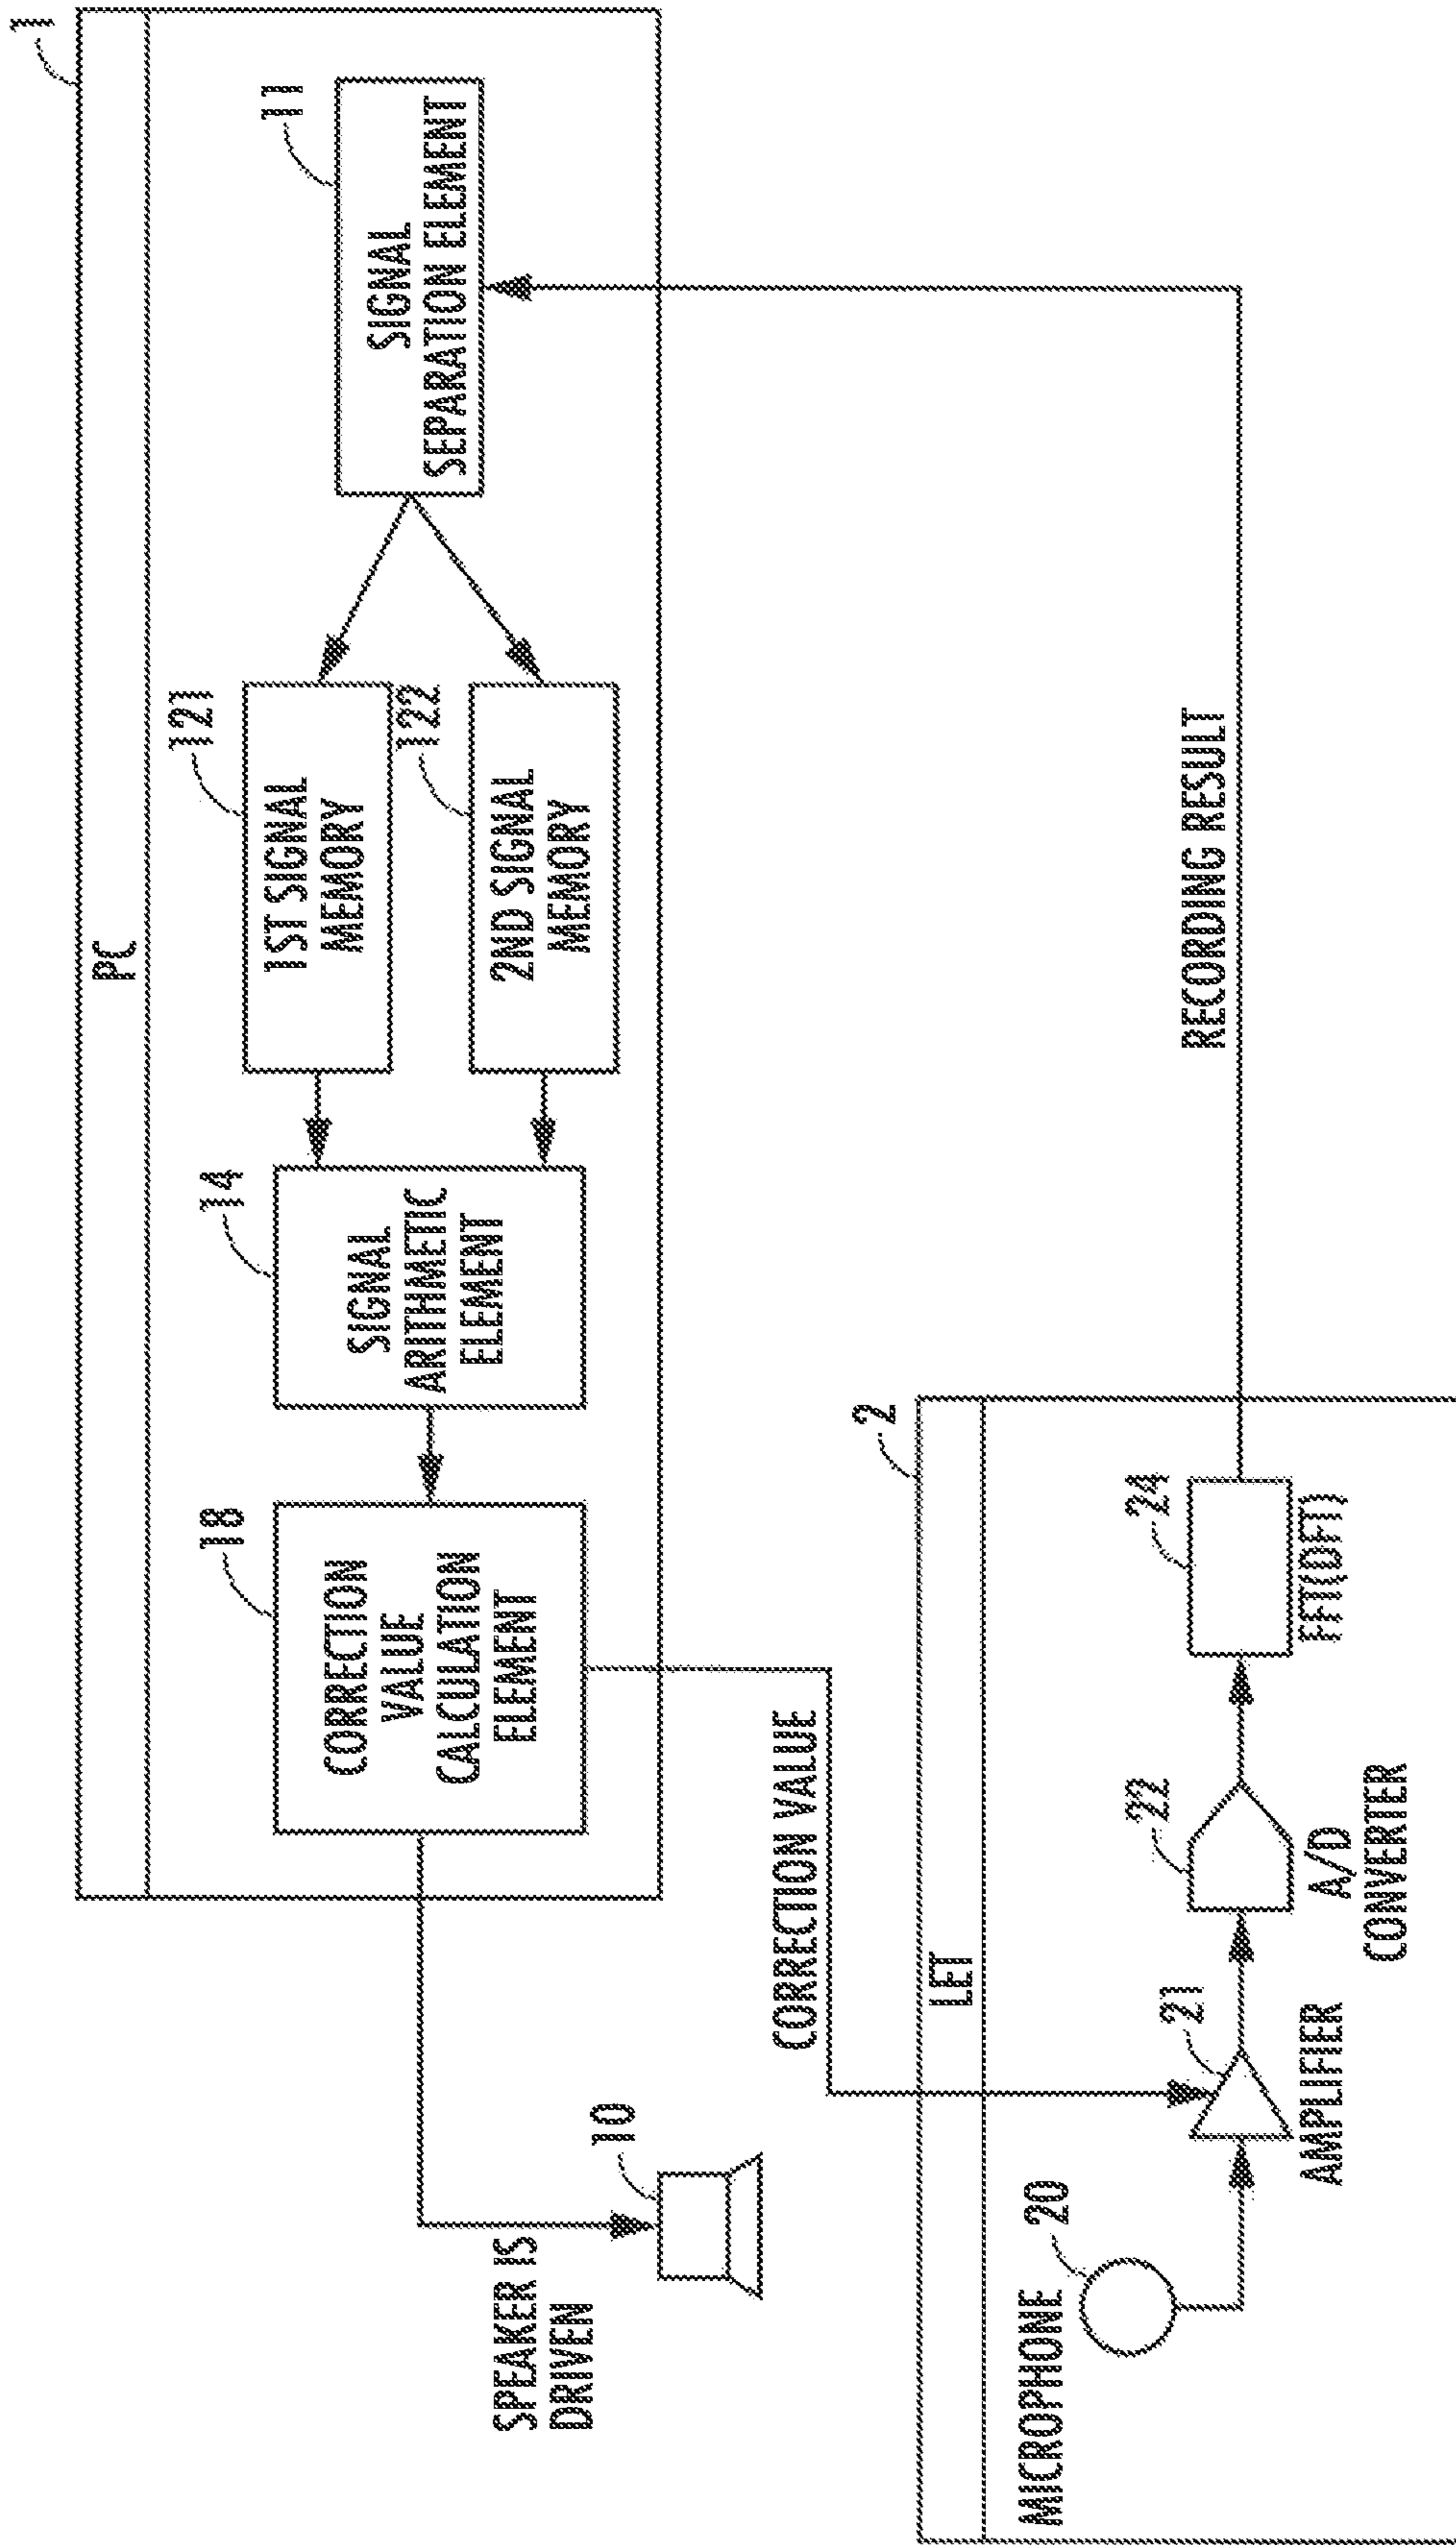 1
PC
11
SIGNAL
SEPARATION ELEMENT
121
1ST SIGNAL
MEMORY
122
2ND SIGNAL
MEMORY
14
SIGNAL
ARITHMETIC
ELEMENT
18
CORRECTION
VALUE
CALCULATION
ELEMENT
SPEAKER IS
DRIVEN
10
CORRECTION VALUE
RECORDING RESULT
2
LET
MICROPHONE
20
21
AMPLIFIER
22
A/D
CONVERTER
24
FFT(DFT)